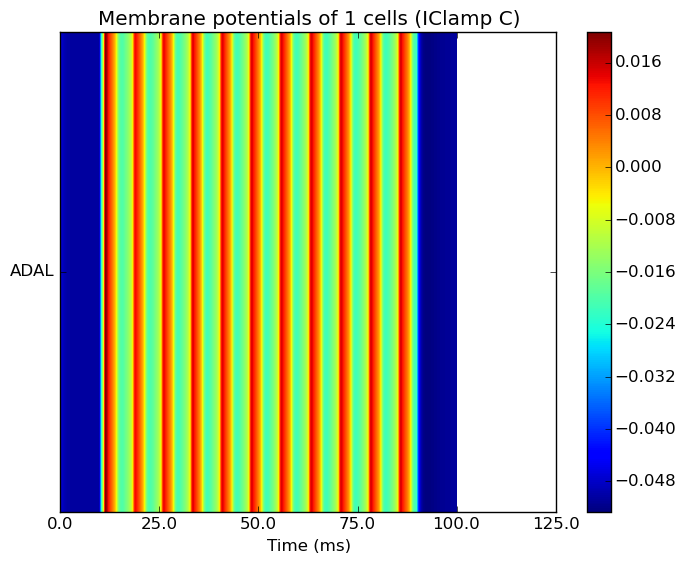 Membrane potentials of 1 cells (IClamp C)
ADAL
0.0 25.0 50.0 75.0 100.0 125.0
Time (ms)
0.016
0.008
0.000
−0.008
−0.016
−0.024
−0.032
−0.040
−0.048